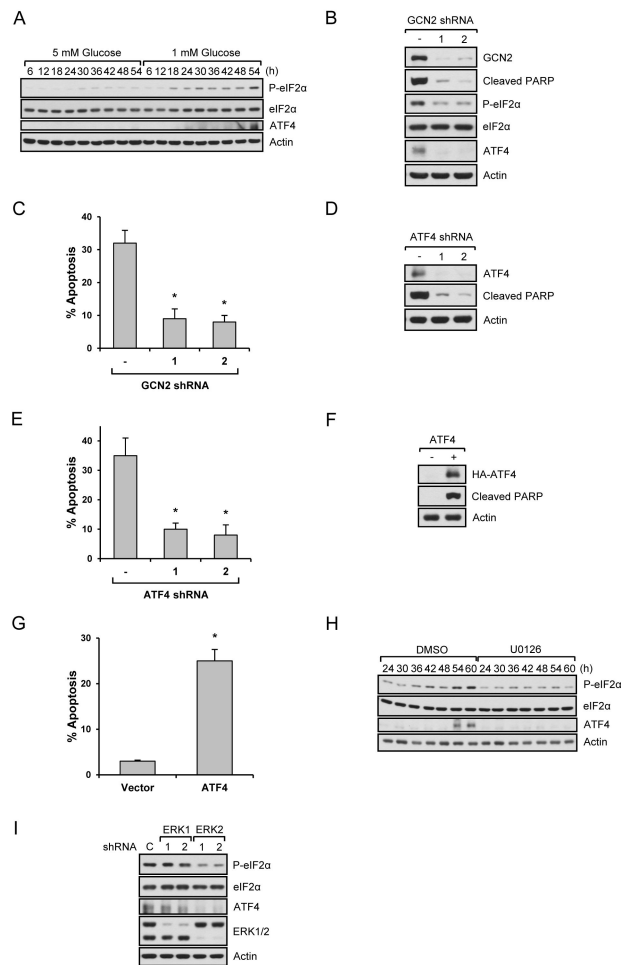 A
5 mM Glucose 1 mM Glucose
6 12 18 24 30 36 42 48 54 6 12 18 24 30 36 42 48 54 (h)
P-eIF2α
eIF2α
ATF4
Actin
B
GCN2 shRNA
- 1 2
GCN2
Cleaved PARP
P-eIF2α
eIF2α
ATF4
Actin
C
% Apoptosis
40
30
20
10
0
- 1 2
GCN2 shRNA
* *
D
ATF4 shRNA
- 1 2
ATF4
Cleaved PARP
Actin
E
% Apoptosis
40
30
20
10
0
- 1 2
ATF4 shRNA
* *
F
ATF4
- +
HA-ATF4
Cleaved PARP
Actin
G
% Apoptosis
30
20
10
0
*
Vector ATF4
H
DMSO U0126
24 30 36 42 48 54 60 24 30 36 42 48 54 60 (h)
P-eIF2α
eIF2α
ATF4
Actin
I
ERK1 ERK2
shRNA C 1 2 1 2
P-eIF2α
eIF2α
ATF4
ERK1/2
Actin